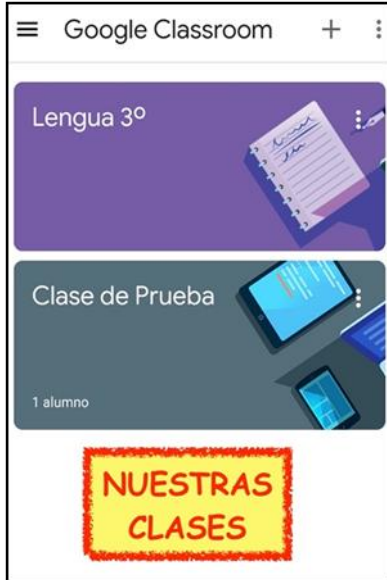 Google Classroom
Lengua 3º
Clase de Prueba
1 alumno
NUESTRAS
CLASES